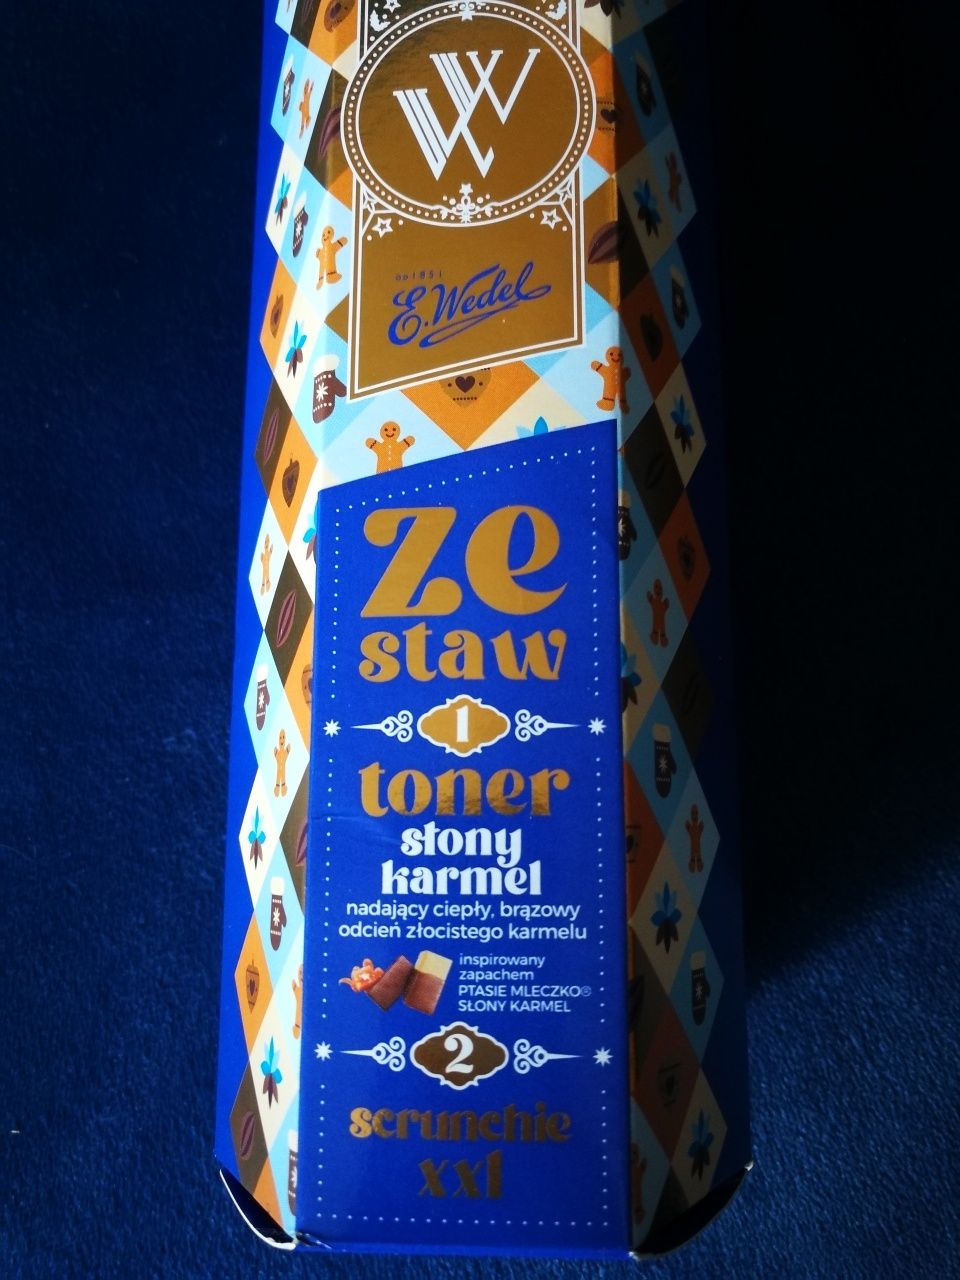 W
od 1851
E. Wedel
ze
staw
1
toner
słony
karmel
nadający ciepły, brązowy
odcień złocistego karmelu
inspirowany
zapachem
PTASIE MLECZKO®
SŁONY KARMEL
2
scrunchie
xxl